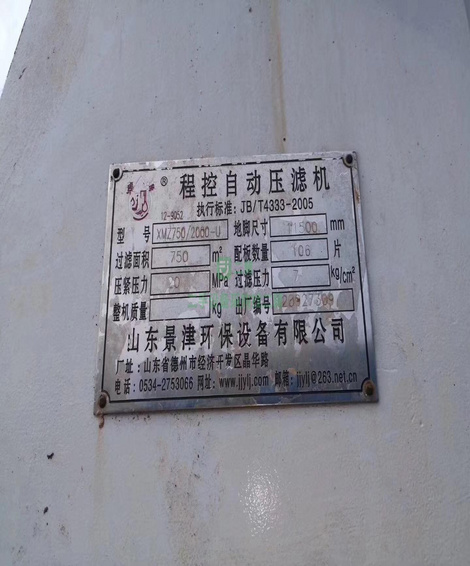 景津 ® 程控自动压滤机
12-9052 执行标准: JB/T4333-2005
型 号 XMZ750/2000-U 地脚尺寸 11500 mm
过滤面积 750 m² 配板数量 106 片
压紧压力 20 MPa 过滤压力 7 kg/cm²
整机质量 kg 出厂编号
山东景津环保设备有限公司
厂址: 山东省德州市经济开发区晶华路
电话: 0534-2753066 网址: www.jjylj.com 邮箱: jjylj@263.net.cn